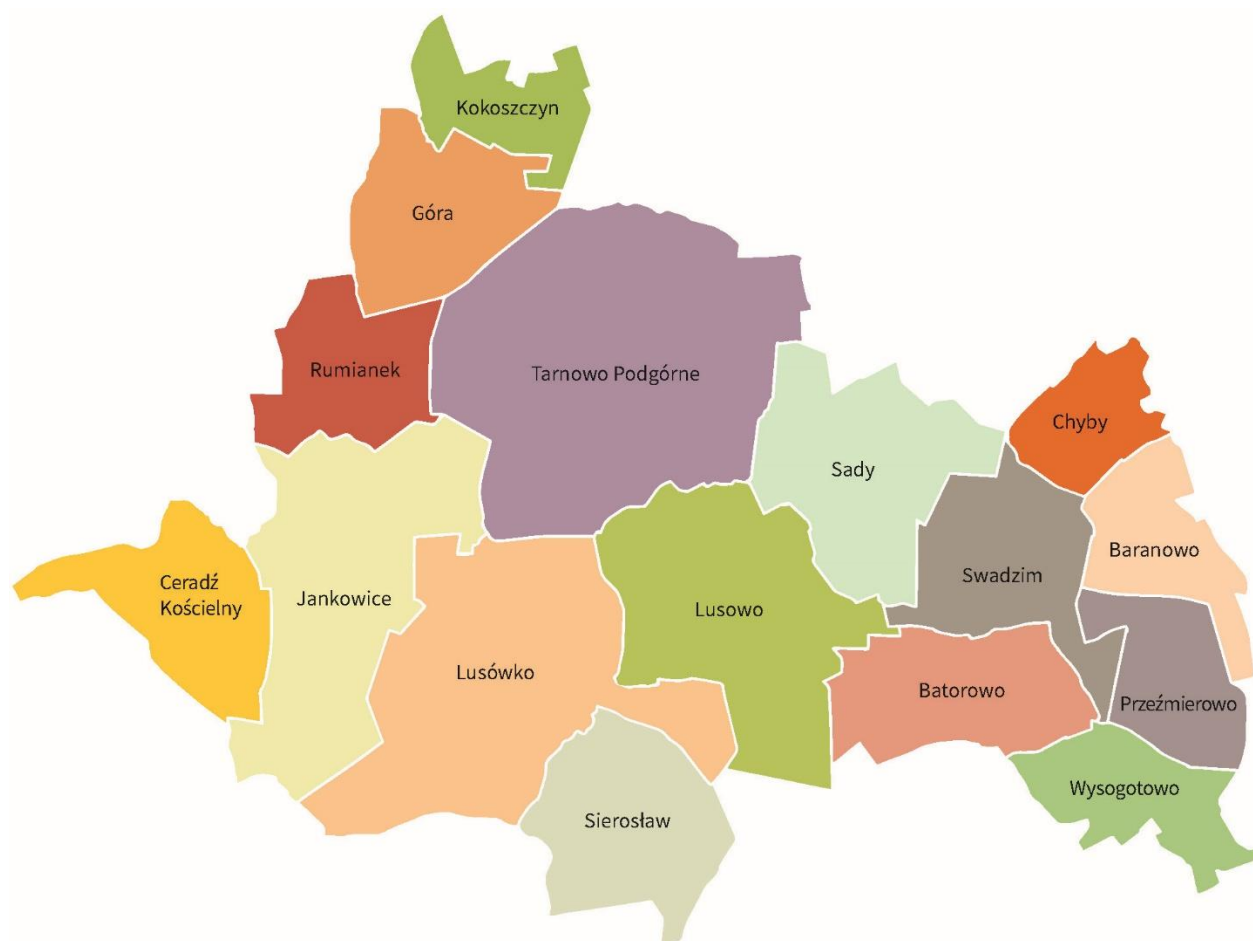 Kokoszczyn
Góra
Rumianek
Tarnowo Podgórne
Chyby
Sady
Baranowo
Ceradź
Kościelny
Jankowice
Swadzim
Lusowo
Lusówko
Batorowo
Przeźmierowo
Wysogotowo
Sierosław